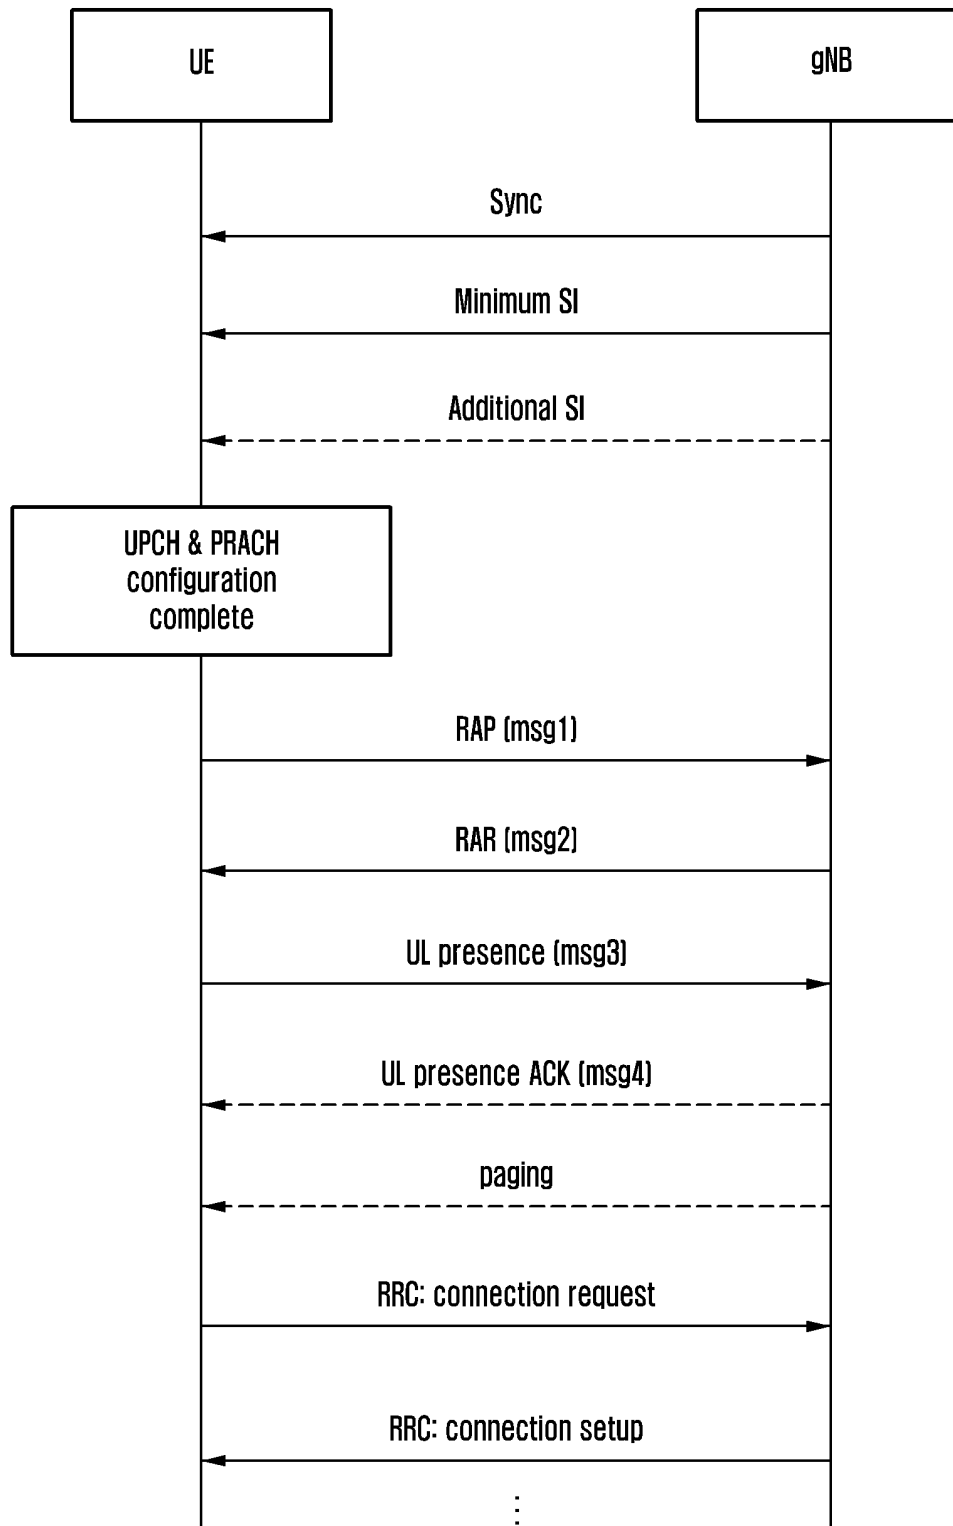 UE
gNB
Sync
Minimum SI
Additional SI
UPCH & PRACH
configuration
complete
RAP (msg1)
RAR (msg2)
UL presence (msg3)
UL presence ACK (msg4)
paging
RRC: connection request
RRC: connection setup